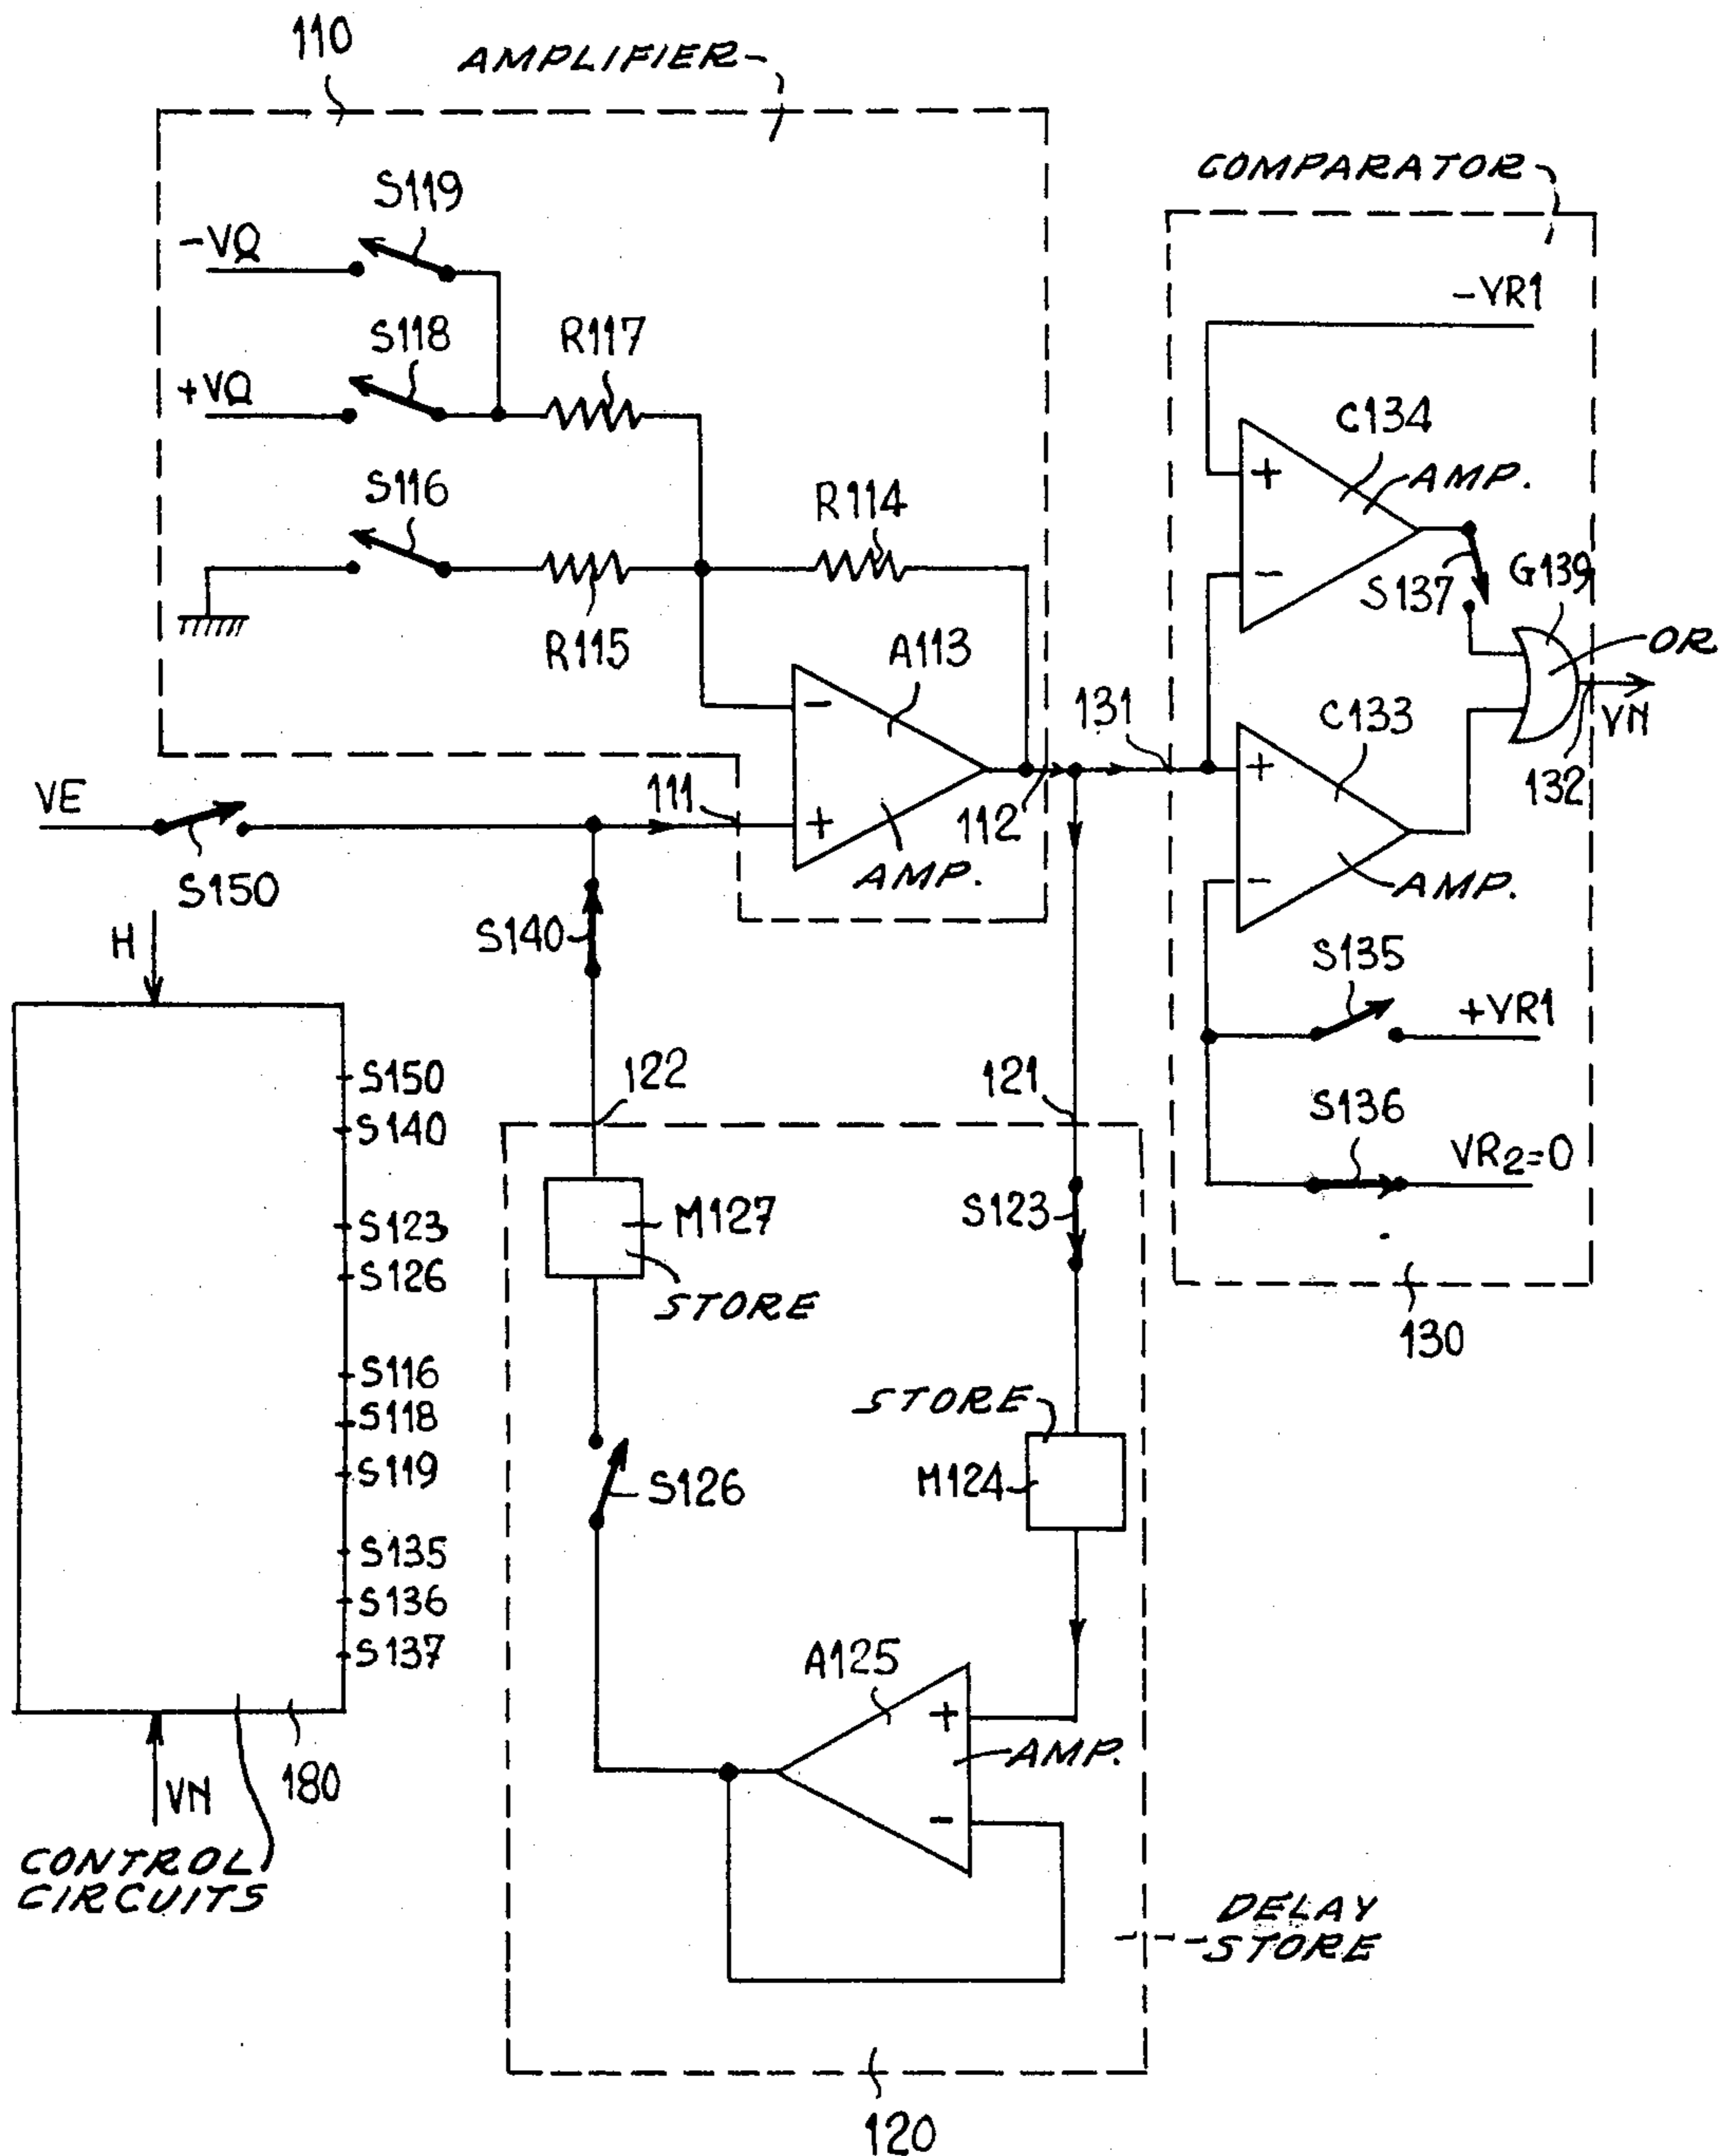 110
AMPLIFIER
COMPARATOR
S119
-VQ
S118
R117
+VQ
-VR1
C134
AMP.
S116
R114
S137
G139
OR
R115
A113
C133
131
VN
132
VE
111
112
AMP.
AMP.
S150
H
S140
S135
+VR1
S150
S140
122
121
S136
VR2=0
S123
S126
M127
STORE
S123
130
S116
S118
S119
STORE
M124
S126
S135
S136
S137
A125
+
AMP.
-
VN
180
CONTROL
CIRCUITS
DELAY
STORE
120